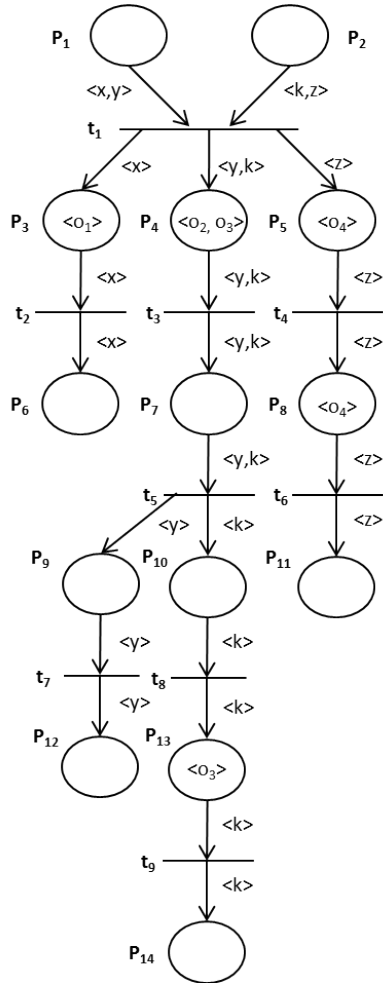 P1 P2
<x,y> <k,z>
t1
<x> <y,k> <z>
P3 <o1> P4 <o2, o3> P5 <o4>
<x> <y,k> <z>
t2 t3 t4
<x> <y,k> <z>
P6 P7 P8 <o4>
<y,k> <z>
t5 t6
<y> <k> <z>
P9 P10 P11
<y> <k>
t7 t8
<y> <k>
P12 P13 <o3>
<k>
t9
<k>
P14